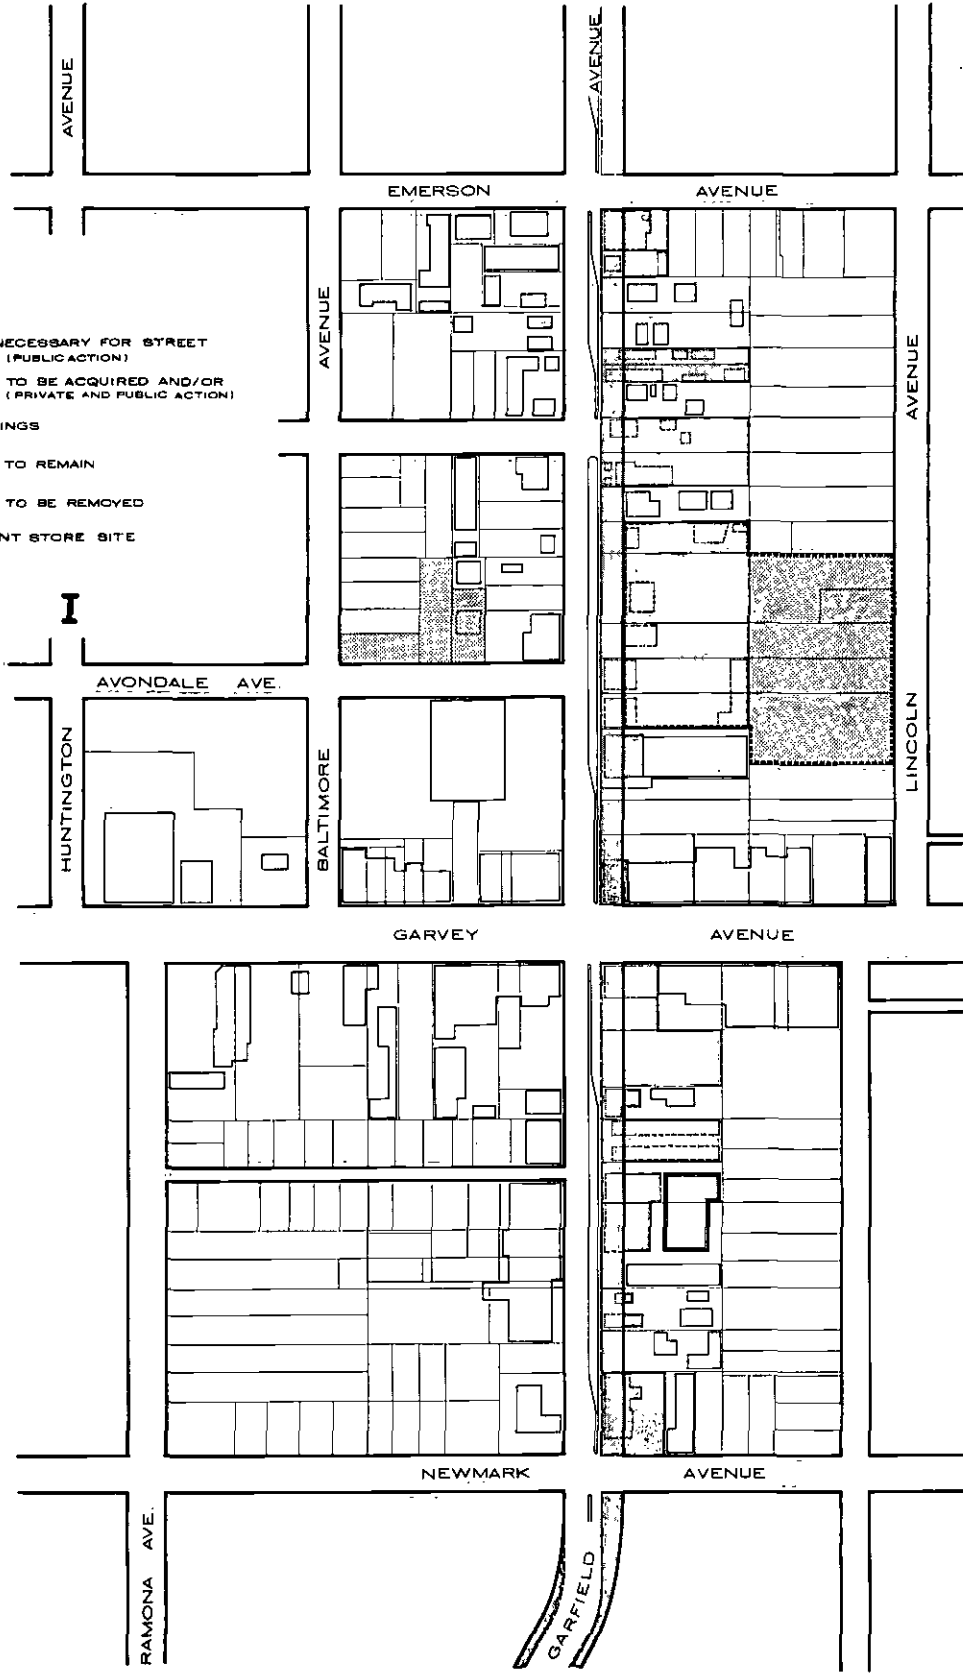 AVENUE
AVENUE
EMERSON AVENUE
AVENUE
AVENUE
NECESSARY FOR STREET
(PUBLIC ACTION)
TO BE ACQUIRED AND/OR
(PRIVATE AND PUBLIC ACTION)
INGS
TO REMAIN
TO BE REMOVED
NT STORE SITE
I
AVONDALE AVE.
HUNTINGTON
BALTIMORE
LINCOLN
GARVEY AVENUE
NEWMARK AVENUE
RAMONA AVE.
GARFIELD